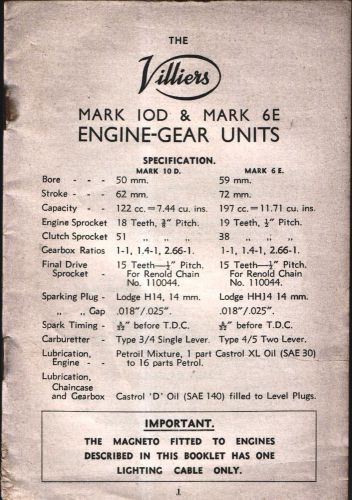 THE
Villiers
MARK 10D & MARK 6E
ENGINE-GEAR UNITS
SPECIFICATION.
MARK 10 D. MARK 6 E.
Bore - - - 50 mm. 59 mm.
Stroke - - - 62 mm. 72 mm.
Capacity - - 122 cc. = 7.44 cu. ins. 197 cc. = 11.71 cu. ins.
Engine Sprocket 18 Teeth, ⅜" Pitch. 19 Teeth, ½" Pitch.
Clutch Sprocket 51 ,, ,, ,, 38 ,, ,, ,,
Gearbox Ratios 1-1, 1.4-1. 2.66-1. 1-1, 1.4-1, 2.66-1.
Final Drive 15 Teeth—½" Pitch. 15 Teeth—½" Pitch.
Sprocket - For Renold Chain For Renold Chain
No. 110044. No. 110044.
Sparking Plug - Lodge H14, 14 mm. Lodge HH14 14 mm.
,, ,, Gap .018"/.025". .018"/.025".
Spark Timing - before T.D.C. before T.D.C.
Carburetter - Type 3/4 Single Lever. Type 4/5 Two Lever.
Lubrication, Petroil Mixture, 1 part Castrol XL Oil (SAE 30)
Engine - - to 16 parts Petrol.
Lubrication,
Chaincase
and Gearbox Castrol 'D' Oil (SAE 140) filled to Level Plugs.
IMPORTANT.
THE MAGNETO FITTED TO ENGINES
DESCRIBED IN THIS BOOKLET HAS ONE
LIGHTING CABLE ONLY.